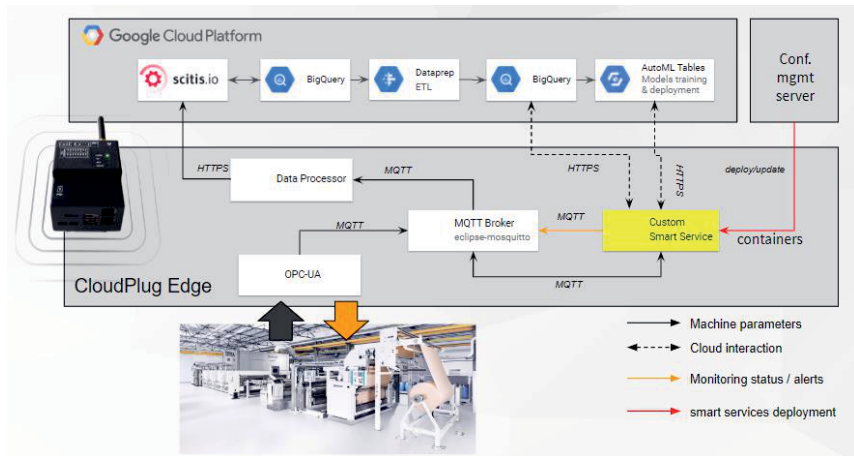 Google Cloud Platform
scitis.io
BigQuery
Dataprep
ETL
BigQuery
AutoML Tables
Models training
& deployment
Conf.
mgmt
server
HTTPS
Data Processor
MQTT
HTTPS
HTTPS
deploy/update
MQTT
MQTT Broker
eclipse-mosquitto
MQTT
Custom
Smart Service
containers
OPC-UA
MQTT
CloudPlug Edge
Machine parameters
Cloud interaction
Monitoring status / alerts
smart services deployment